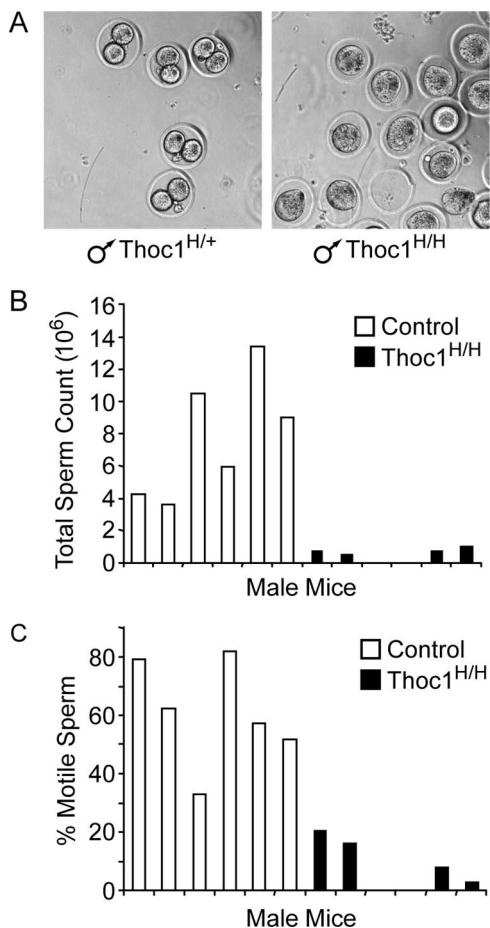 A
♂Thoc1H/+
♂Thoc1H/H
B
Total Sperm Count (10⁶)
16
14
12
10
8
6
4
2
0
Control
Thoc1H/H
Male Mice
C
% Motile Sperm
80
60
40
20
0
Control
Thoc1H/H
Male Mice